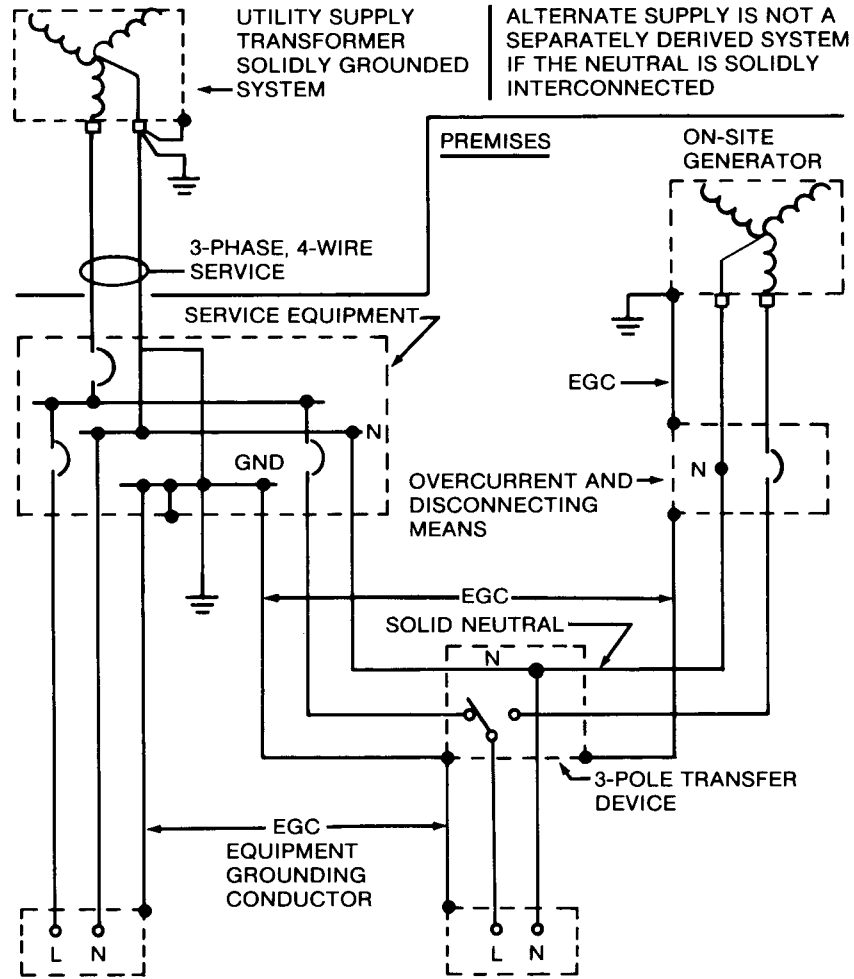 UTILITY SUPPLY
TRANSFORMER
SOLIDLY GROUNDED
SYSTEM
ALTERNATE SUPPLY IS NOT A
SEPARATELY DERIVED SYSTEM
IF THE NEUTRAL IS SOLIDLY
INTERCONNECTED
PREMISES
ON-SITE
GENERATOR
3-PHASE, 4-WIRE
SERVICE
SERVICE EQUIPMENT
EGC
N
GND
N
OVERCURRENT AND
DISCONNECTING
MEANS
EGC
SOLID NEUTRAL
N
3-POLE TRANSFER
DEVICE
EGC
EQUIPMENT
GROUNDING
CONDUCTOR
L N
L N